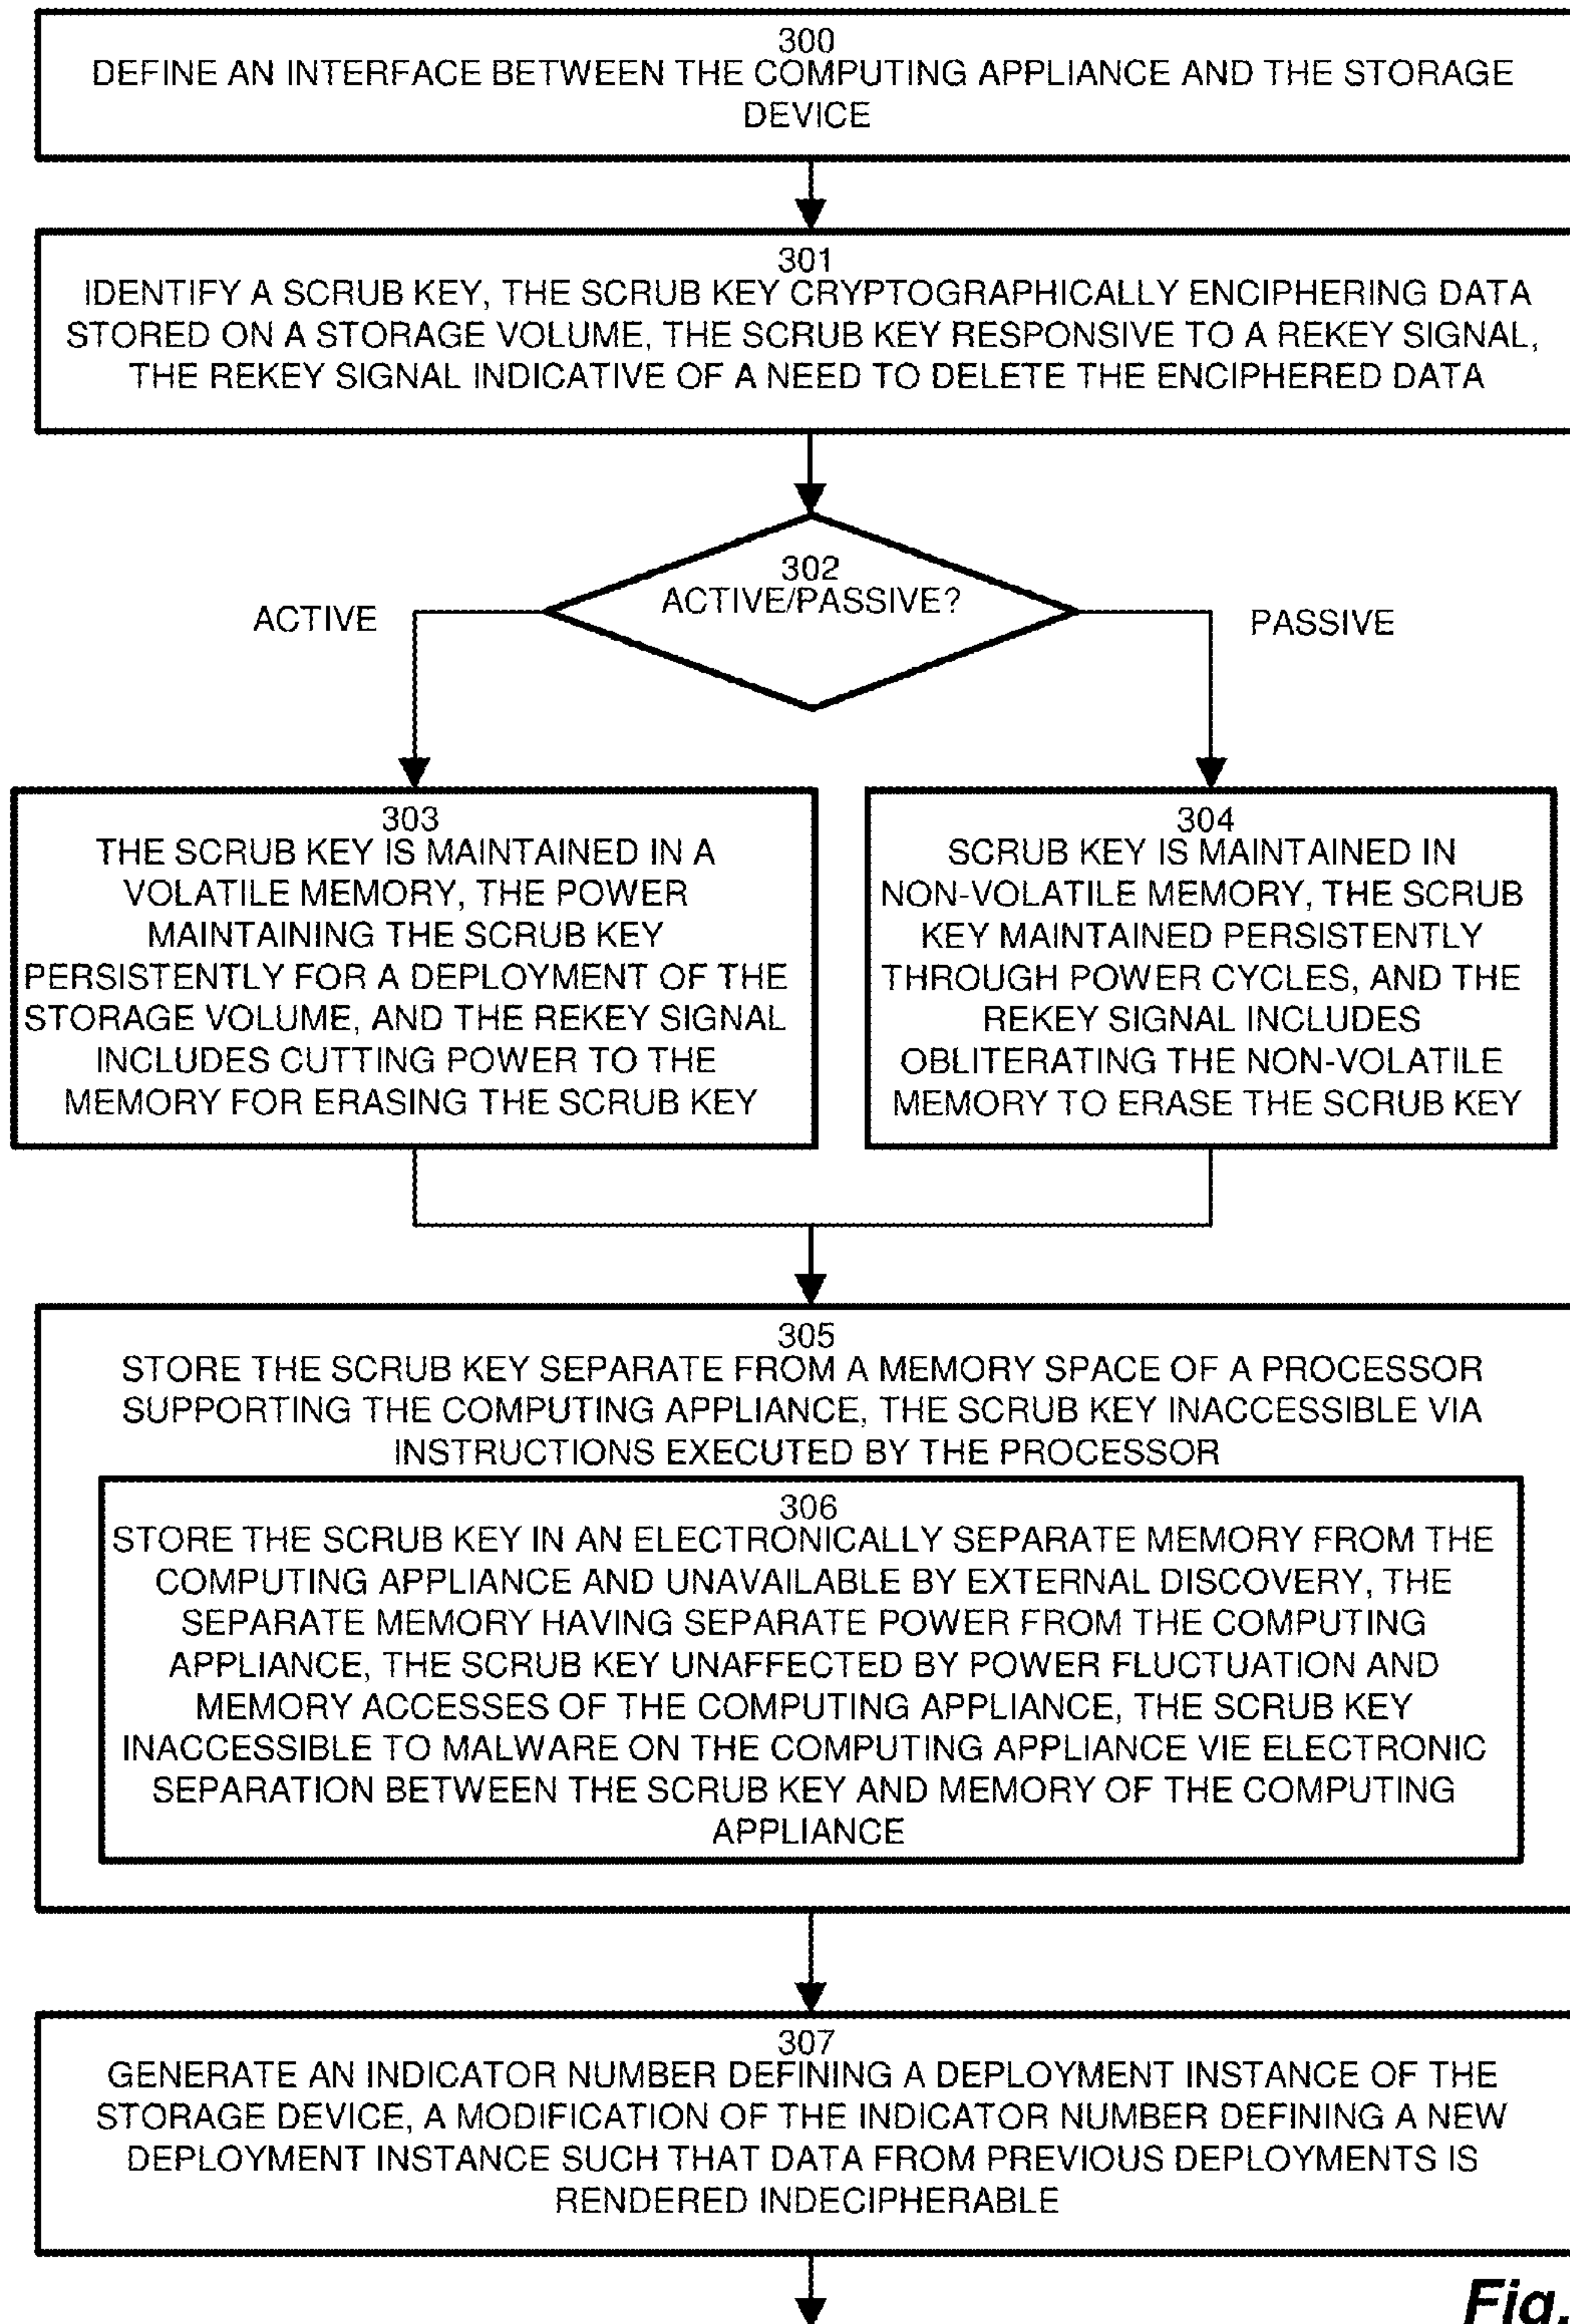 300
DEFINE AN INTERFACE BETWEEN THE COMPUTING APPLIANCE AND THE STORAGE
DEVICE
301
IDENTIFY A SCRUB KEY, THE SCRUB KEY CRYPTOGRAPHICALLY ENCIPHERING DATA
STORED ON A STORAGE VOLUME, THE SCRUB KEY RESPONSIVE TO A REKEY SIGNAL,
THE REKEY SIGNAL INDICATIVE OF A NEED TO DELETE THE ENCIPHERED DATA
302
ACTIVE/PASSIVE?
ACTIVE
PASSIVE
303
THE SCRUB KEY IS MAINTAINED IN A
VOLATILE MEMORY, THE POWER
MAINTAINING THE SCRUB KEY
PERSISTENTLY FOR A DEPLOYMENT OF THE
STORAGE VOLUME, AND THE REKEY SIGNAL
INCLUDES CUTTING POWER TO THE
MEMORY FOR ERASING THE SCRUB KEY
304
SCRUB KEY IS MAINTAINED IN
NON-VOLATILE MEMORY, THE SCRUB
KEY MAINTAINED PERSISTENTLY
THROUGH POWER CYCLES, AND THE
REKEY SIGNAL INCLUDES
OBLITERATING THE NON-VOLATILE
MEMORY TO ERASE THE SCRUB KEY
305
STORE THE SCRUB KEY SEPARATE FROM A MEMORY SPACE OF A PROCESSOR
SUPPORTING THE COMPUTING APPLIANCE, THE SCRUB KEY INACCESSIBLE VIA
INSTRUCTIONS EXECUTED BY THE PROCESSOR
306
STORE THE SCRUB KEY IN AN ELECTRONICALLY SEPARATE MEMORY FROM THE
COMPUTING APPLIANCE AND UNAVAILABLE BY EXTERNAL DISCOVERY, THE
SEPARATE MEMORY HAVING SEPARATE POWER FROM THE COMPUTING
APPLIANCE, THE SCRUB KEY UNAFFECTED BY POWER FLUCTUATION AND
MEMORY ACCESSES OF THE COMPUTING APPLIANCE, THE SCRUB KEY
INACCESSIBLE TO MALWARE ON THE COMPUTING APPLIANCE VIE ELECTRONIC
SEPARATION BETWEEN THE SCRUB KEY AND MEMORY OF THE COMPUTING
APPLIANCE
307
GENERATE AN INDICATOR NUMBER DEFINING A DEPLOYMENT INSTANCE OF THE
STORAGE DEVICE, A MODIFICATION OF THE INDICATOR NUMBER DEFINING A NEW
DEPLOYMENT INSTANCE SUCH THAT DATA FROM PREVIOUS DEPLOYMENTS IS
RENDERED INDECIPHERABLE
Fig.